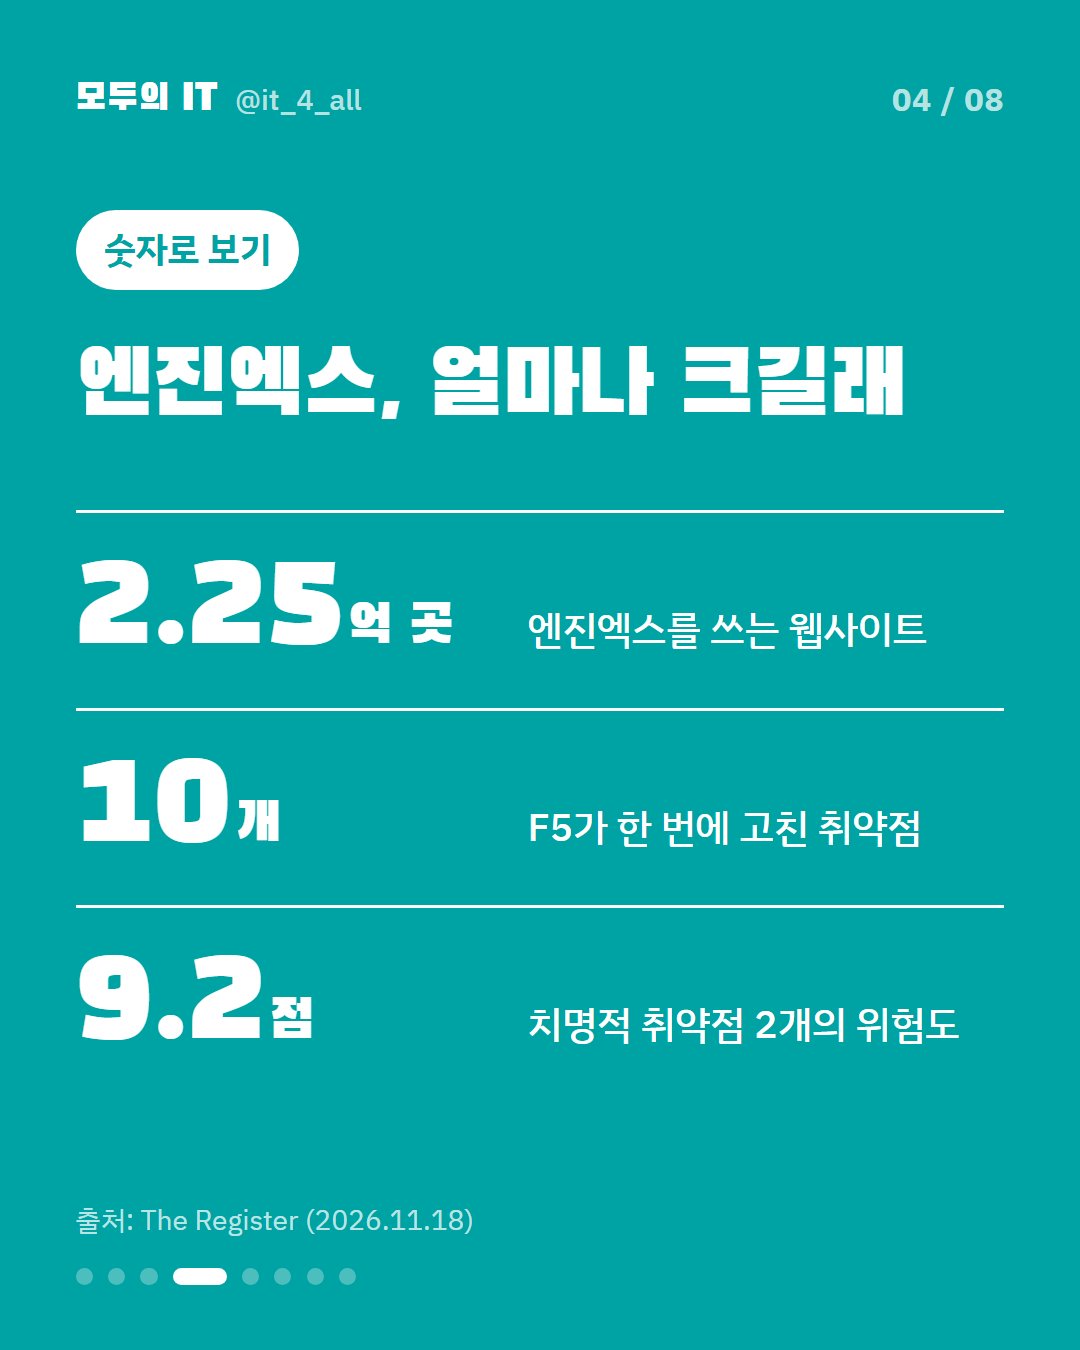 모두의 IT @it_4_all
04 / 08
숫자로 보기
엔진엑스, 얼마나 크길래
2.25억 곳 엔진엑스를 쓰는 웹사이트
10개 F5가 한 번에 고친 취약점
9.2점 치명적 취약점 2개의 위험도
출처: The Register (2026.11.18)